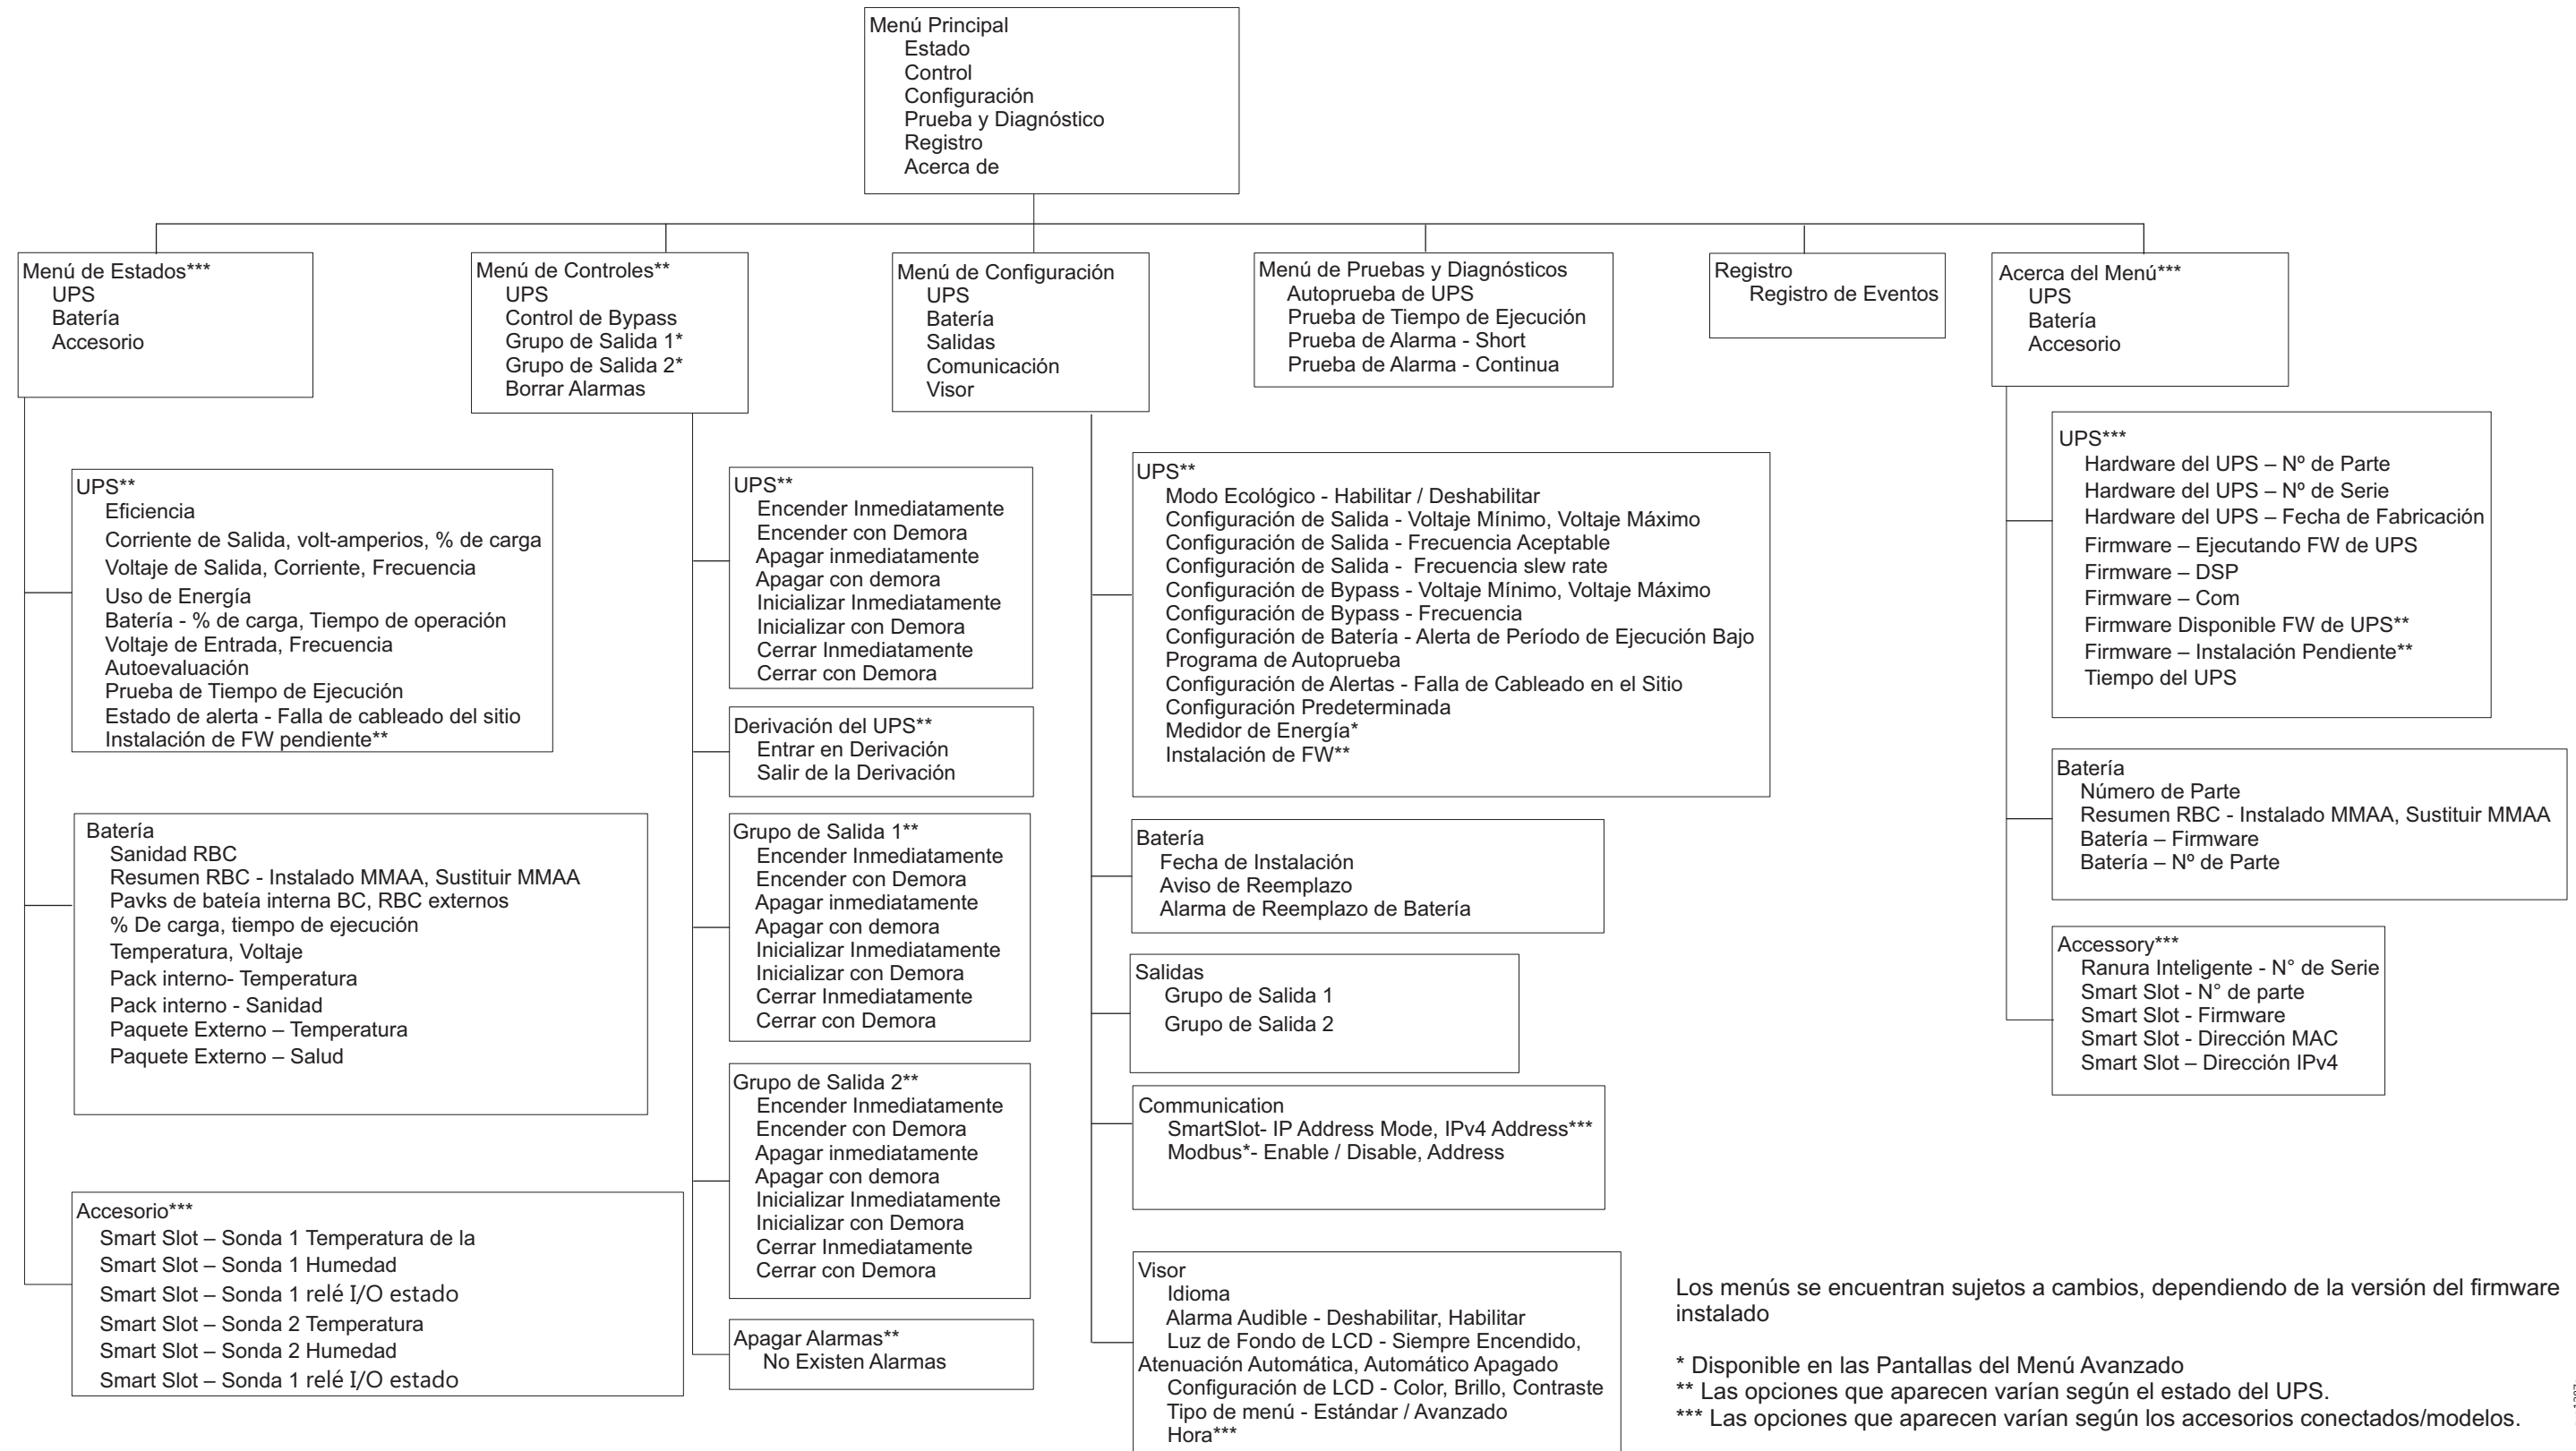 Menú Principal
Estado
Control
Configuración
Prueba y Diagnóstico
Registro
Acerca de
Menú de Estados***
UPS
Batería
Accesorio
UPS**
Eficiencia
Corriente de Salida, volt-amperios, % de carga
Voltaje de Salida, Corriente, Frecuencia
Uso de Energía
Batería - % de carga, Tiempo de operación
Voltaje de Entrada, Frecuencia
Autoevaluación
Prueba de Tiempo de Ejecución
Estado de alerta - Falla de cableado del sitio
Instalación de FW pendiente**
Batería
Sanidad RBC
Resumen RBC - Instalado MMAA, Sustituir MMAA
Pavks de bateía interna BC, RBC externos
% De carga, tiempo de ejecución
Temperatura, Voltaje
Pack interno- Temperatura
Pack interno - Sanidad
Paquete Externo – Temperatura
Paquete Externo – Salud
Accesorio***
Smart Slot – Sonda 1 Temperatura de la
Smart Slot – Sonda 1 Humedad
Smart Slot – Sonda 1 relé I/O estado
Smart Slot – Sonda 2 Temperatura
Smart Slot – Sonda 2 Humedad
Smart Slot – Sonda 1 relé I/O estado
Menú de Controles**
UPS
Control de Bypass
Grupo de Salida 1*
Grupo de Salida 2*
Borrar Alarmas
UPS**
Encender Inmediatamente
Encender con Demora
Apagar inmediatamente
Apagar con demora
Inicializar Inmediatamente
Inicializar con Demora
Cerrar Inmediatamente
Cerrar con Demora
Derivación del UPS**
Entrar en Derivación
Salir de la Derivación
Grupo de Salida 1**
Encender Inmediatamente
Encender con Demora
Apagar inmediatamente
Apagar con demora
Inicializar Inmediatamente
Inicializar con Demora
Cerrar Inmediatamente
Cerrar con Demora
Grupo de Salida 2**
Encender Inmediatamente
Encender con Demora
Apagar inmediatamente
Apagar con demora
Inicializar Inmediatamente
Inicializar con Demora
Cerrar Inmediatamente
Cerrar con Demora
Apagar Alarmas**
No Existen Alarmas
Menú de Configuración
UPS
Batería
Salidas
Comunicación
Visor
UPS**
Modo Ecológico - Habilitar / Deshabilitar
Configuración de Salida - Voltaje Mínimo, Voltaje Máximo
Configuración de Salida - Frecuencia Aceptable
Configuración de Salida - Frecuencia slew rate
Configuración de Bypass - Voltaje Mínimo, Voltaje Máximo
Configuración de Bypass - Frecuencia
Configuración de Batería - Alerta de Período de Ejecución Bajo
Programa de Autoprueba
Configuración de Alertas - Falla de Cableado en el Sitio
Configuración Predeterminada
Medidor de Energía*
Instalación de FW**
Batería
Fecha de Instalación
Aviso de Reemplazo
Alarma de Reemplazo de Batería
Salidas
Grupo de Salida 1
Grupo de Salida 2
Communication
SmartSlot- IP Address Mode, IPv4 Address***
Modbus*- Enable / Disable, Address
Visor
Idioma
Alarma Audible - Deshabilitar, Habilitar
Luz de Fondo de LCD - Siempre Encendido,
Atenuación Automática, Automático Apagado
Configuración de LCD - Color, Brillo, Contraste
Tipo de menú - Estándar / Avanzado
Hora***
Menú de Pruebas y Diagnósticos
Autoprueba de UPS
Prueba de Tiempo de Ejecución
Prueba de Alarma - Short
Prueba de Alarma - Continua
Registro
Registro de Eventos
Acerca del Menú***
UPS
Batería
Accesorio
UPS***
Hardware del UPS – Nº de Parte
Hardware del UPS – Nº de Serie
Hardware del UPS – Fecha de Fabricación
Firmware – Ejecutando FW de UPS
Firmware – DSP
Firmware – Com
Firmware Disponible FW de UPS**
Firmware – Instalación Pendiente**
Tiempo del UPS
Batería
Número de Parte
Resumen RBC - Instalado MMAA, Sustituir MMAA
Batería – Firmware
Batería – Nº de Parte
Accessory***
Ranura Inteligente - N° de Serie
Smart Slot - N° de parte
Smart Slot - Firmware
Smart Slot - Dirección MAC
Smart Slot – Dirección IPv4
Los menús se encuentran sujetos a cambios, dependiendo de la versión del firmware
instalado
* Disponible en las Pantallas del Menú Avanzado
** Las opciones que aparecen varían según el estado del UPS.
*** Las opciones que aparecen varían según los accesorios conectados/modelos.